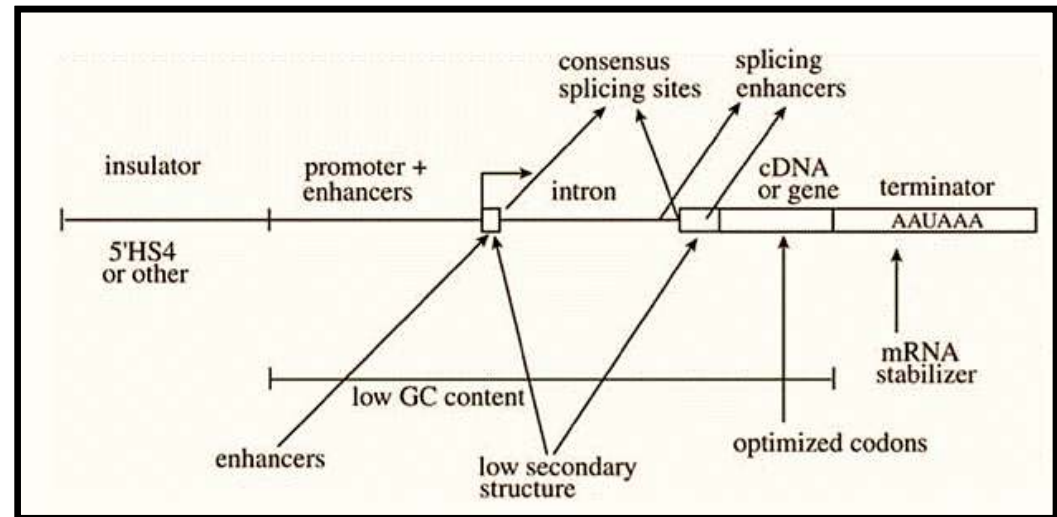 consensus
splicing sites
splicing
enhancers
insulator
promoter +
enhancers
intron
cDNA
or gene
terminator
AAUAAA
5'HS4
or other
mRNA
stabilizer
low GC content
enhancers
low secondary
structure
optimized codons